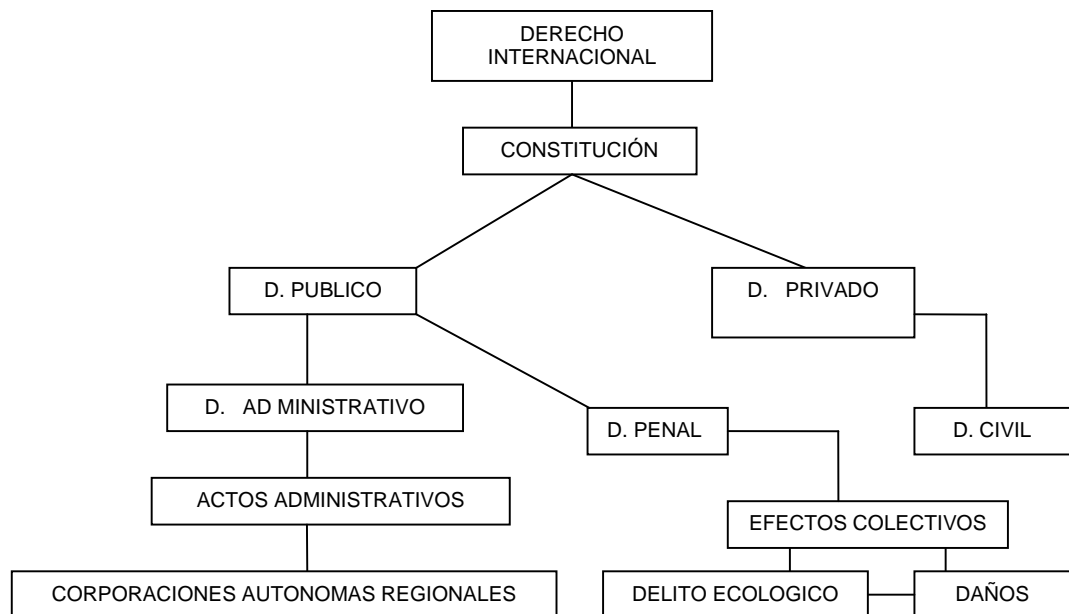 DERECHO
INTERNACIONAL
CONSTITUCIÓN
D. PUBLICO
D. PRIVADO
D. AD MINISTRATIVO
D. PENAL
D. CIVIL
ACTOS ADMINISTRATIVOS
EFECTOS COLECTIVOS
CORPORACIONES AUTONOMAS REGIONALES
DELITO ECOLOGICO
DAÑOS